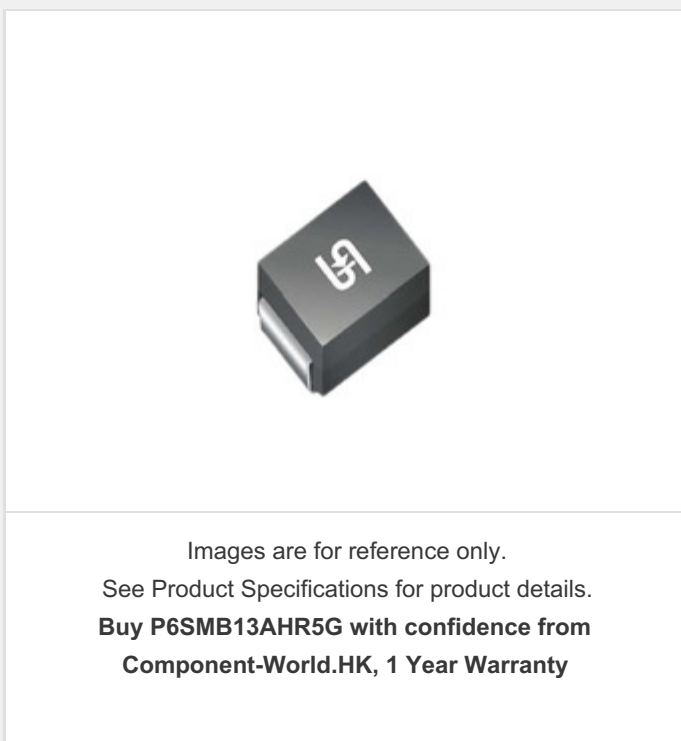 Images are for reference only.
See Product Specifications for product details.
Buy P6SMB13AHR5G with confidence from
Component-World.HK, 1 Year Warranty